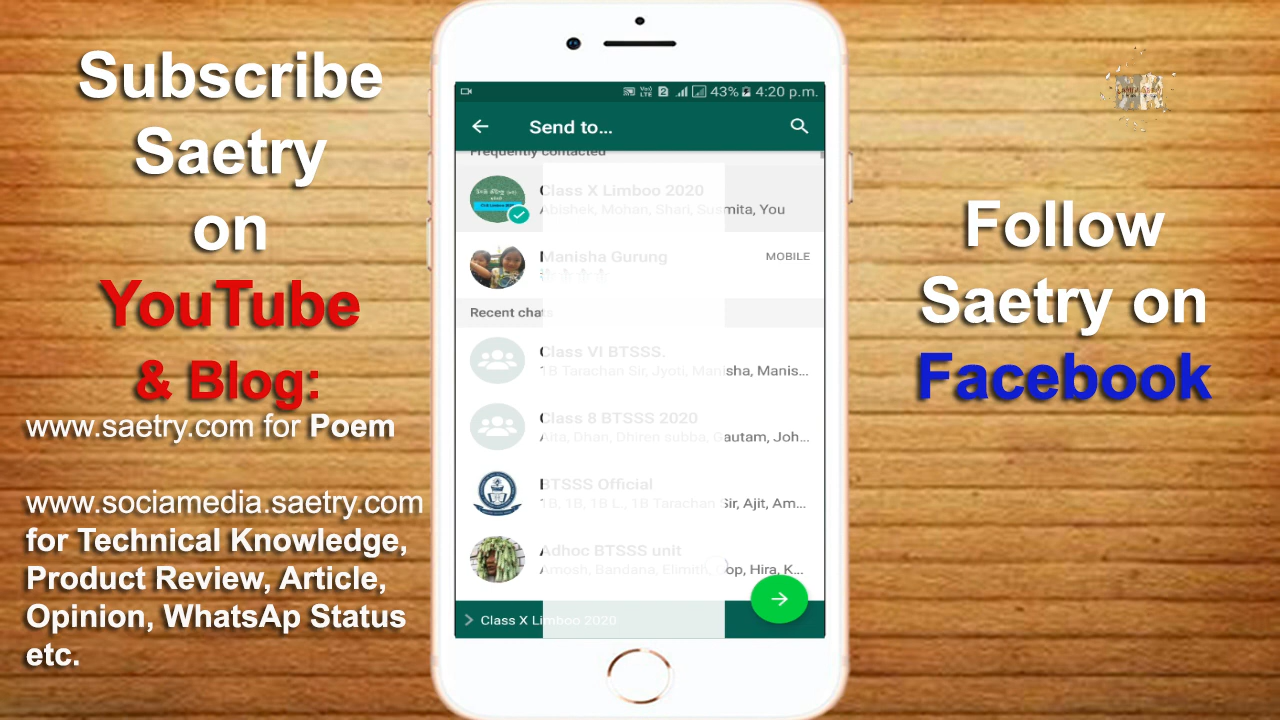 Subscribe
Saetry
on
YouTube
& Blog:
www.saetry.com for Poem
www.sociamedia.saetry.com
for Technical Knowledge,
Product Review, Article,
Opinion, WhatsAp Status
etc.
43% 4:20 p.m.
Send to...
Frequently contacted
Class X Limboo 2020
Abishek, Mohan, Shari, Susmita, You
Manisha Gurung
MOBILE
Recent chats
Class VI BTSSS.
1B Tarachan Sir, Jyoti, Manisha, Manis...
Class 8 BTSSS 2020
Aita, Dhan, Dhiren subba, Gautam, Joh...
BTSSS Official
1B, 1B, 1B L., 1B Tarachan Sir, Ajit, Am...
Adhoc BTSSS unit
Amosh, Bandana, Elimith, Gop, Hira, K...
Class X Limboo 2020
Follow
Saetry on
Facebook